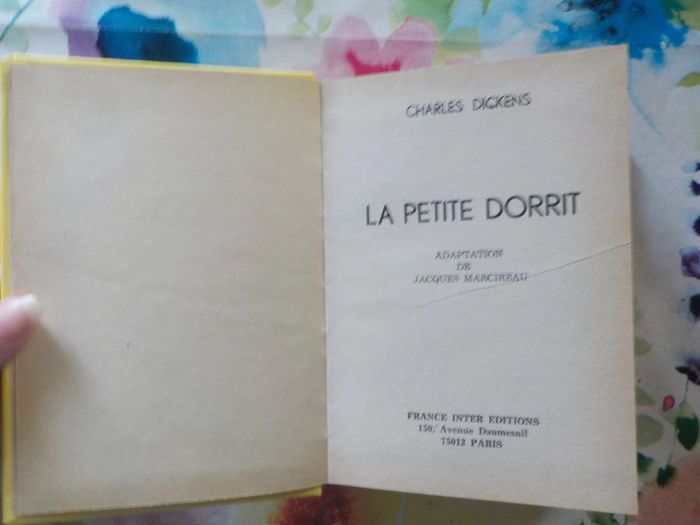 CHARLES DICKENS
LA PETITE DORRIT
ADAPTATION
DE
JACQUES MARCIREAU
FRANCE INTER EDITIONS
150, Avenue Daumesnil
75012 PARIS